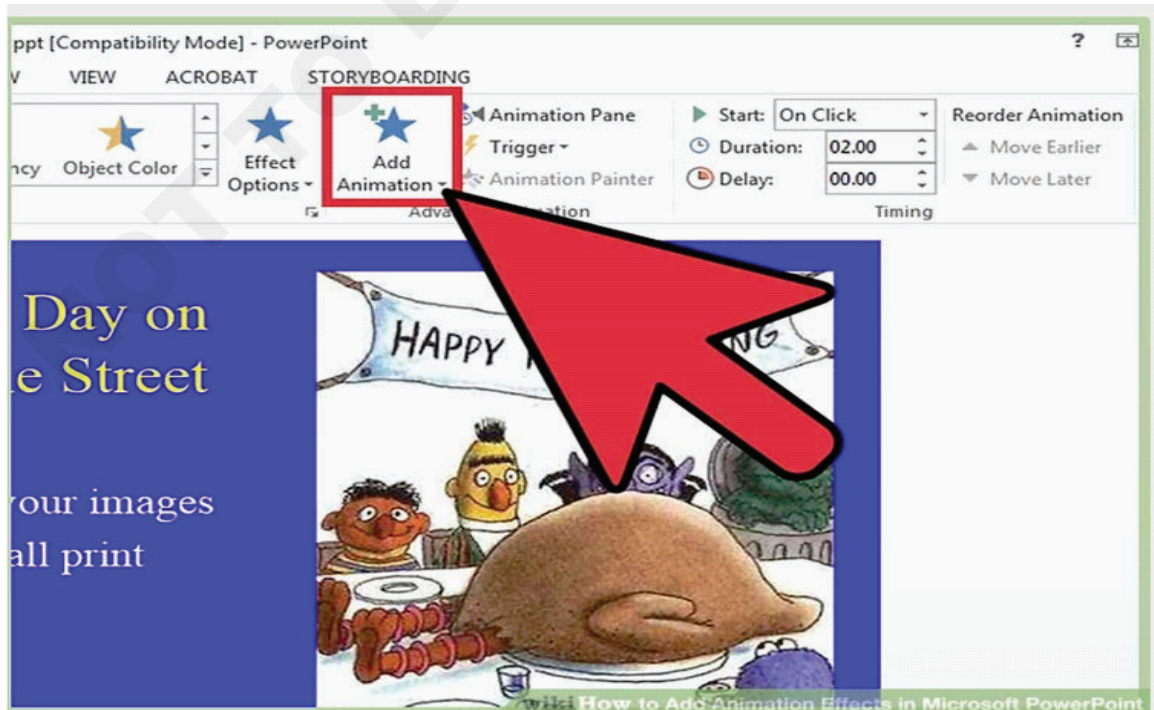 ppt [Compatibility Mode] - PowerPoint ?
VIEW ACROBAT STORYBOARDING
Object Color
Effect
Options
Add
Animation
Animation Pane
Trigger
Animation Painter
Start: On Click
Duration: 02.00
Delay: 00.00
Timing
Reorder Animation
Move Earlier
Move Later
Day on
Street
your images
all print
HAPPY
wikiHow to Add Animation Effects in Microsoft PowerPoint